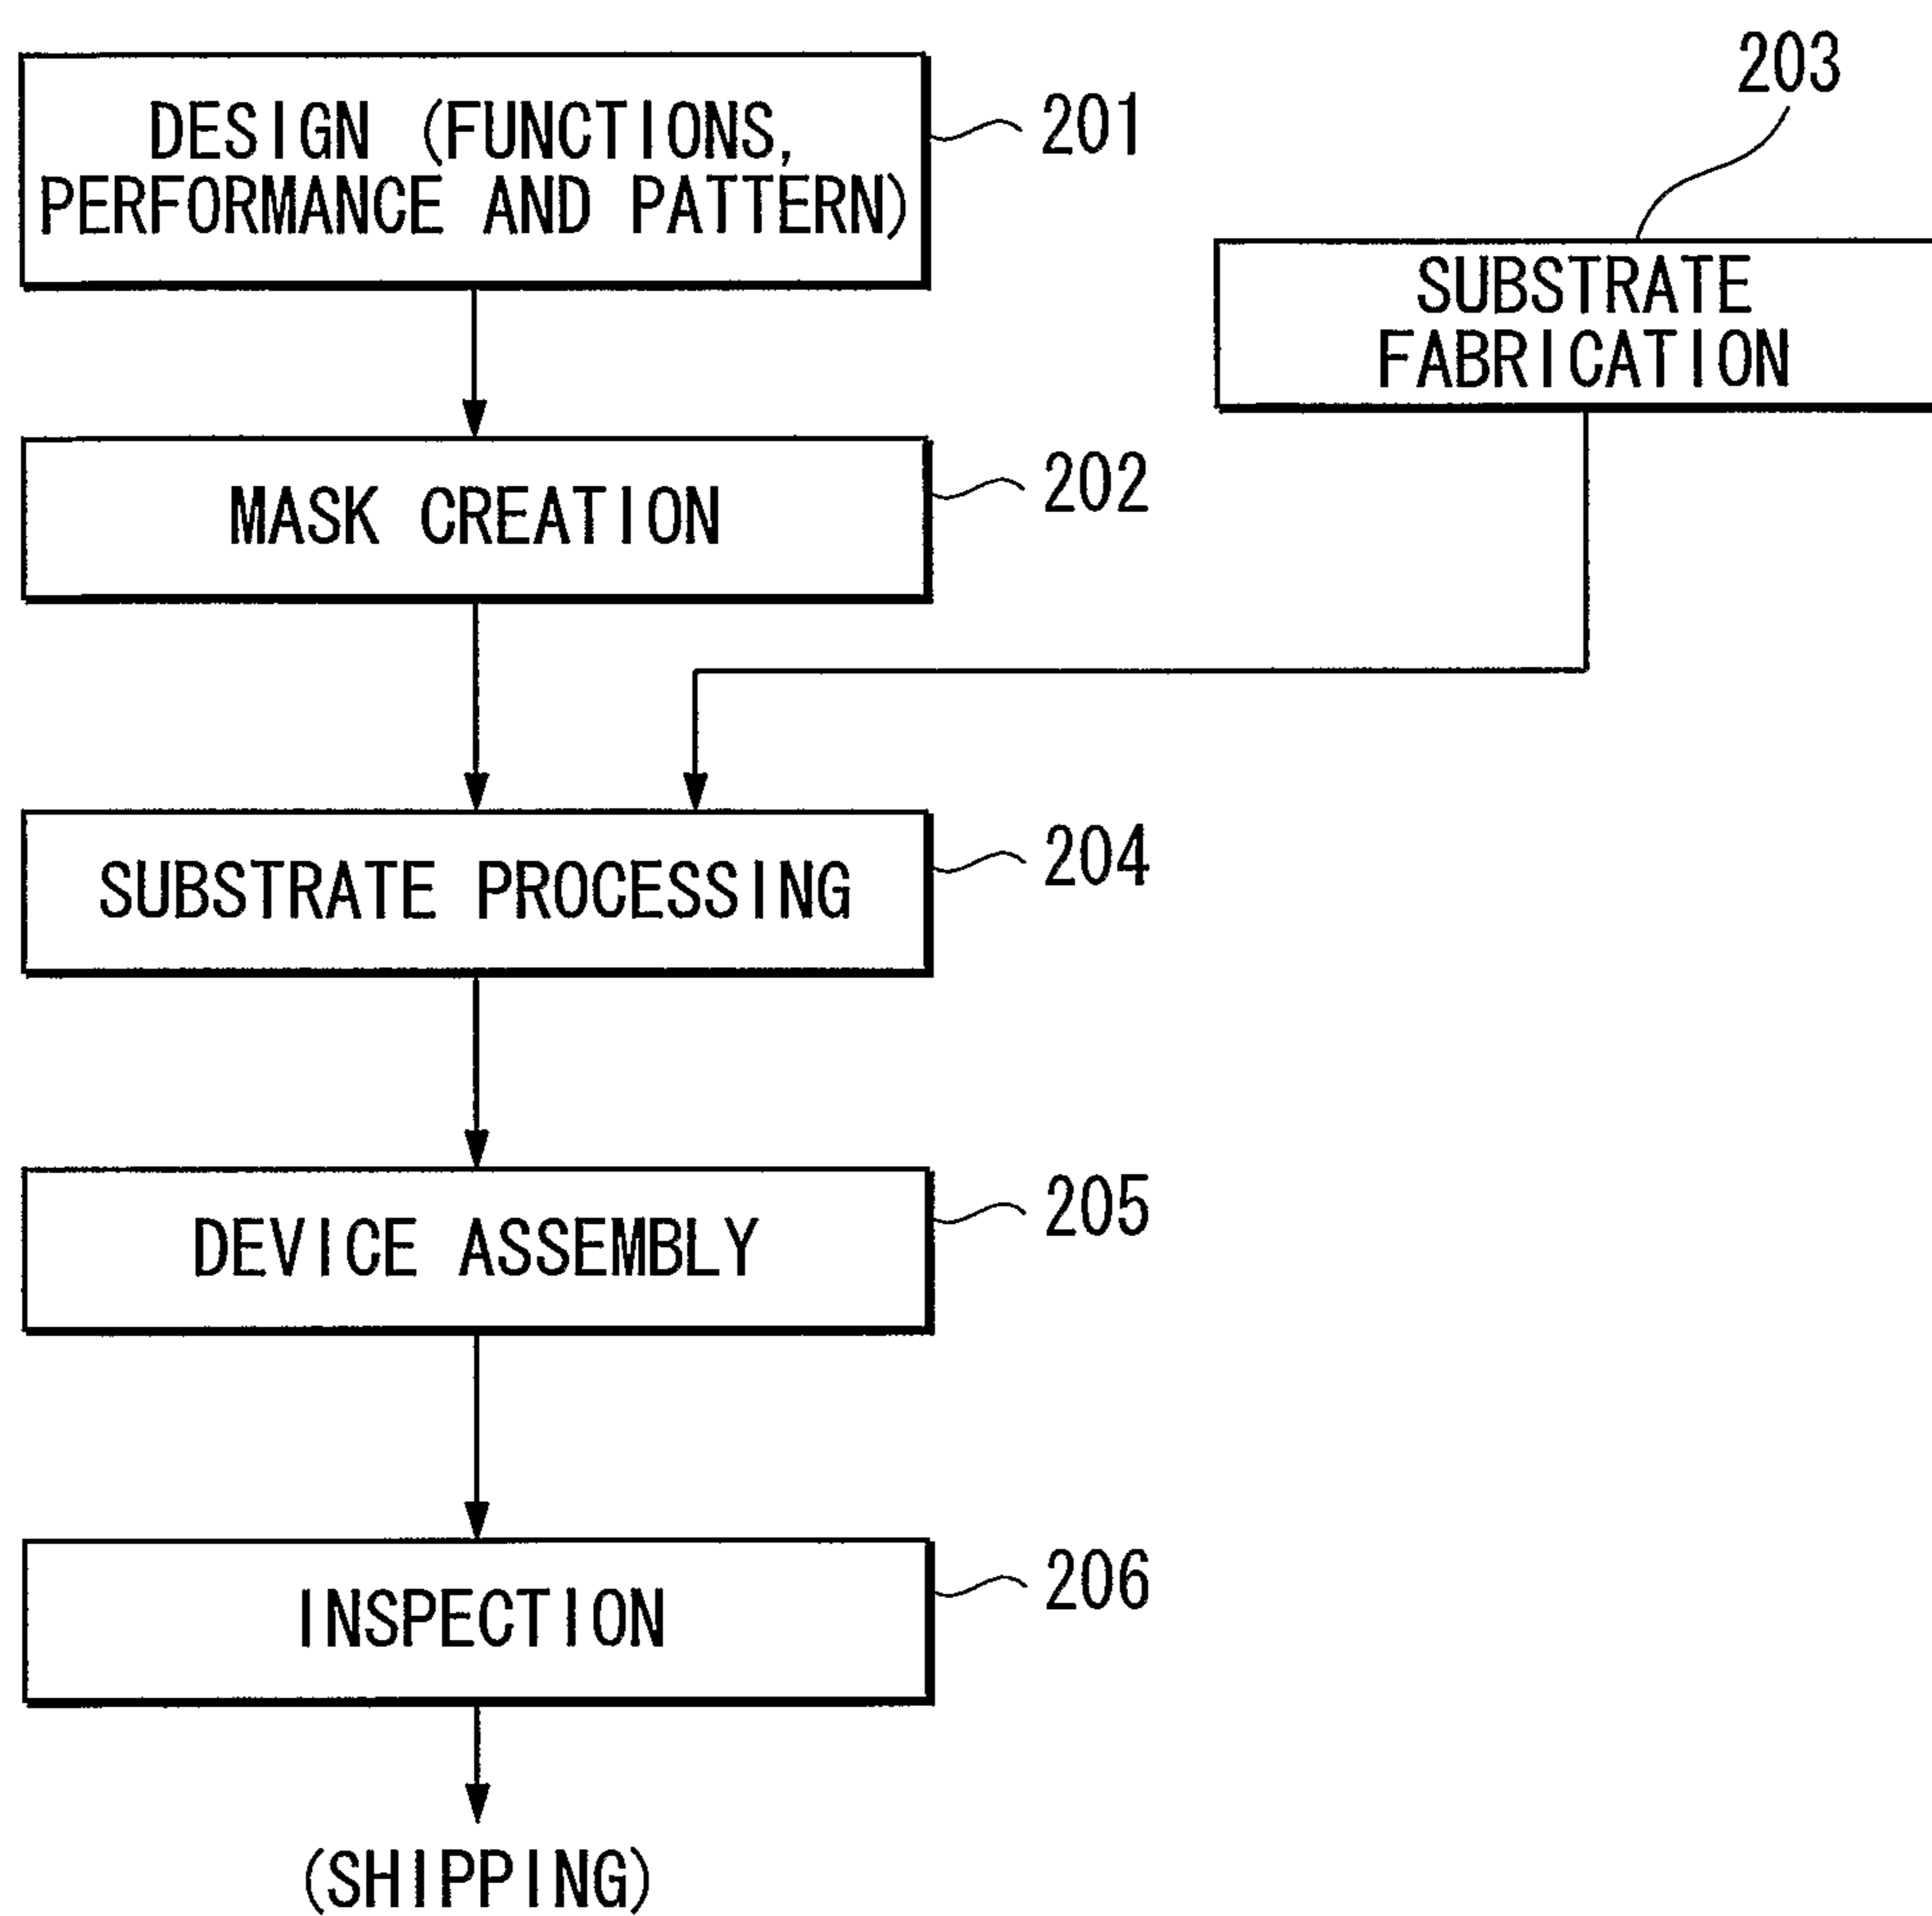 DESIGN (FUNCTIONS,
PERFORMANCE AND PATTERN)
201
203
SUBSTRATE
FABRICATION
MASK CREATION
202
SUBSTRATE PROCESSING
204
DEVICE ASSEMBLY
205
INSPECTION
206
(SHIPPING)